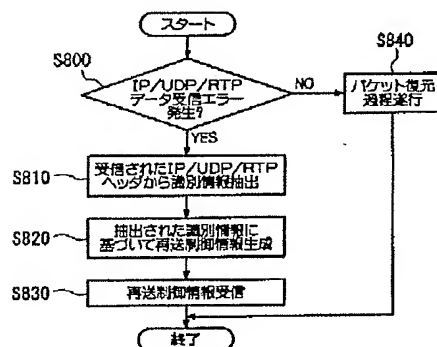 スタート
S800
IP/UDP/RTP
データ受信エラー
発生?
NO
S840
パケット復元
過程遂行
YES
S810
受信されたIP/UDP/RTP
ヘッダから識別情報抽出
S820
抽出された識別情報に
基づいて再送制御情報生成
S830
再送制御情報受信
終了